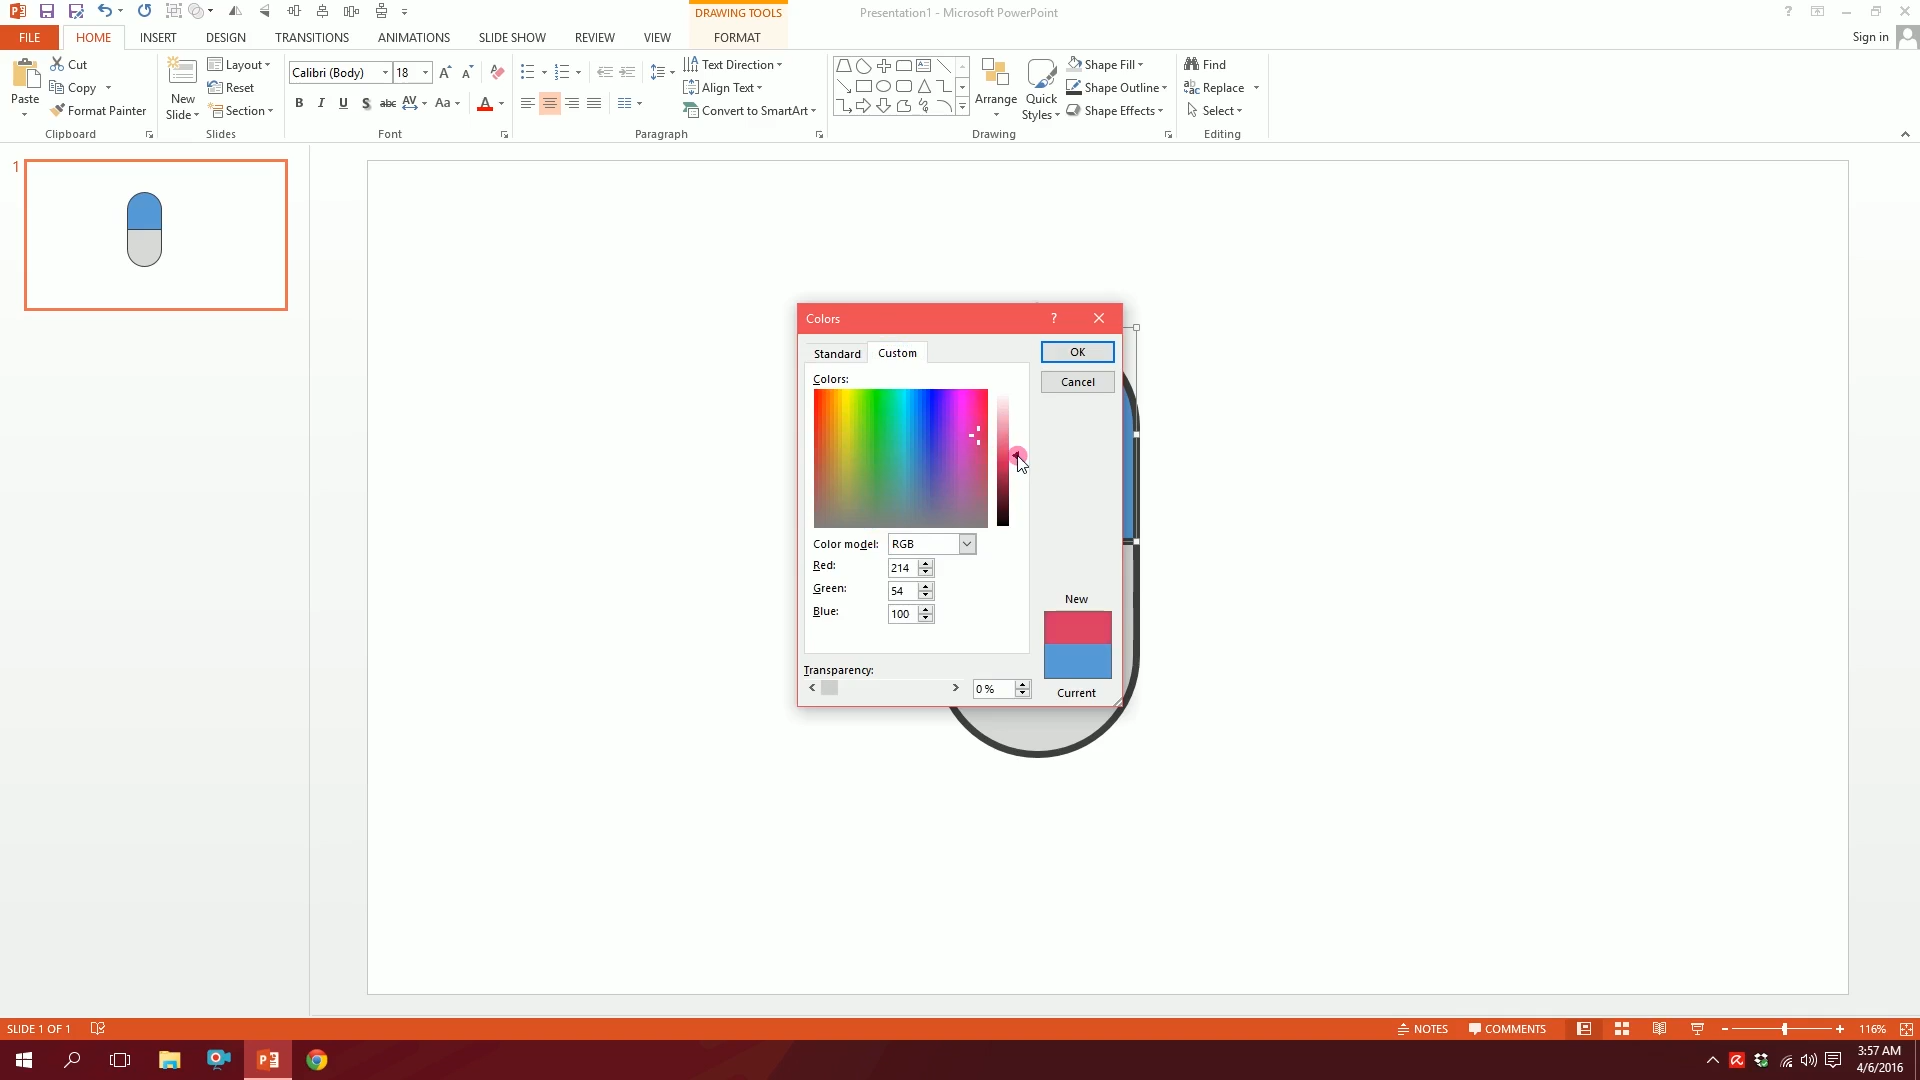 DRAWING TOOLS
Presentation1 - Microsoft PowerPoint
?
FILE HOME INSERT DESIGN TRANSITIONS ANIMATIONS SLIDE SHOW REVIEW VIEW FORMAT
Sign in
Paste
Cut
Copy
Format Painter
Clipboard
New
Slide
Layout
Reset
Section
Slides
Calibri (Body) 18
B I U S abc AV Aa A
Font
Text Direction
Align Text
Convert to SmartArt
Paragraph
Arrange
Quick
Styles
Shape Fill
Shape Outline
Shape Effects
Drawing
Find
Replace
Select
Editing
1
Colors
?
Standard Custom
OK
Cancel
Colors:
Color model: RGB
Red: 214
Green: 54
Blue: 100
New
Transparency:
0 %
Current
SLIDE 1 OF 1
NOTES COMMENTS 116%
3:57 AM
4/6/2016